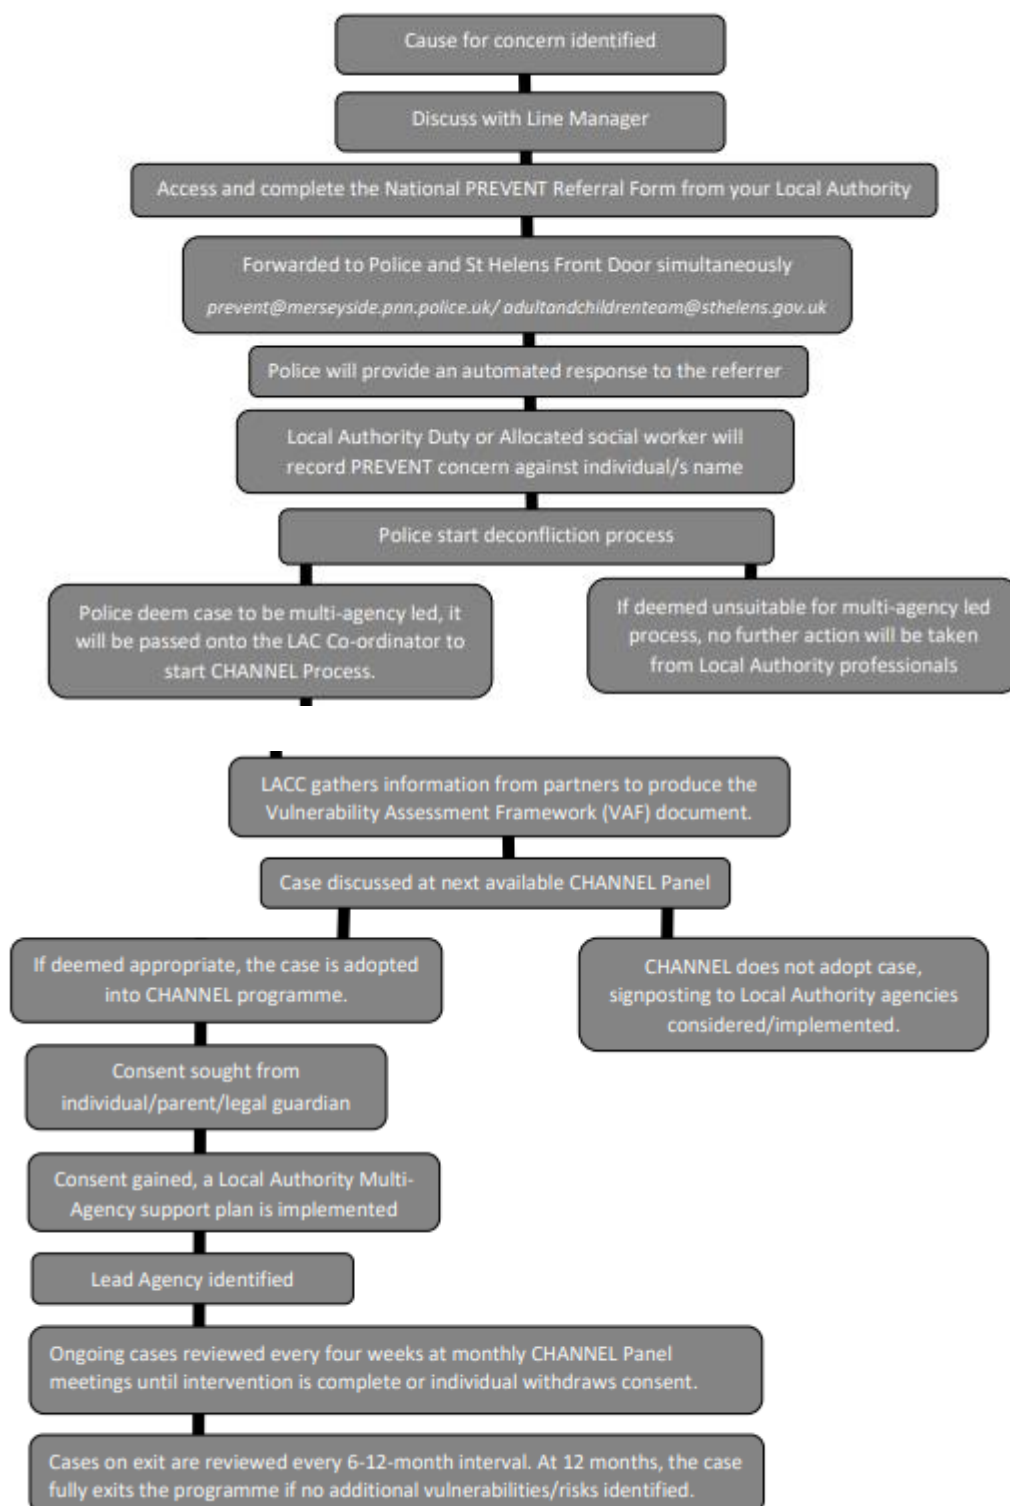 Cause for concern identified
Discuss with Line Manager
Access and complete the National PREVENT Referral Form from your Local Authority
Forwarded to Police and St Helens Front Door simultaneously
prevent@merseyside.pnn.police.uk/ adultandchildrenteam@sthelens.gov.uk
Police will provide an automated response to the referrer
Local Authority Duty or Allocated social worker will
record PREVENT concern against individual/s name
Police start deconfliction process
Police deem case to be multi-agency led, it
will be passed onto the LAC Co-ordinator to
start CHANNEL Process.
If deemed unsuitable for multi-agency led
process, no further action will be taken
from Local Authority professionals
LACC gathers information from partners to produce the
Vulnerability Assessment Framework (VAF) document.
Case discussed at next available CHANNEL Panel
If deemed appropriate, the case is adopted
into CHANNEL programme.
CHANNEL does not adopt case,
signposting to Local Authority agencies
considered/implemented.
Consent sought from
individual/parent/legal guardian
Consent gained, a Local Authority Multi-
Agency support plan is implemented
Lead Agency identified
Ongoing cases reviewed every four weeks at monthly CHANNEL Panel
meetings until intervention is complete or individual withdraws consent.
Cases on exit are reviewed every 6-12-month interval. At 12 months, the case
fully exits the programme if no additional vulnerabilities/risks identified.